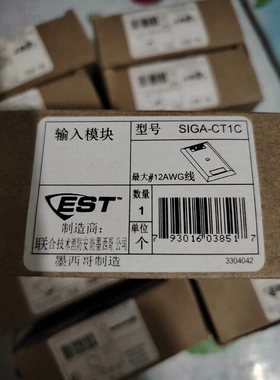 输入模块
型号
SIGA-CT1C
最大#12AWG线
EST
数量
1
单位
个
7 93016 03851 7
制造商:
联合技术消防安防墨西哥公司
墨西哥制造
3304042